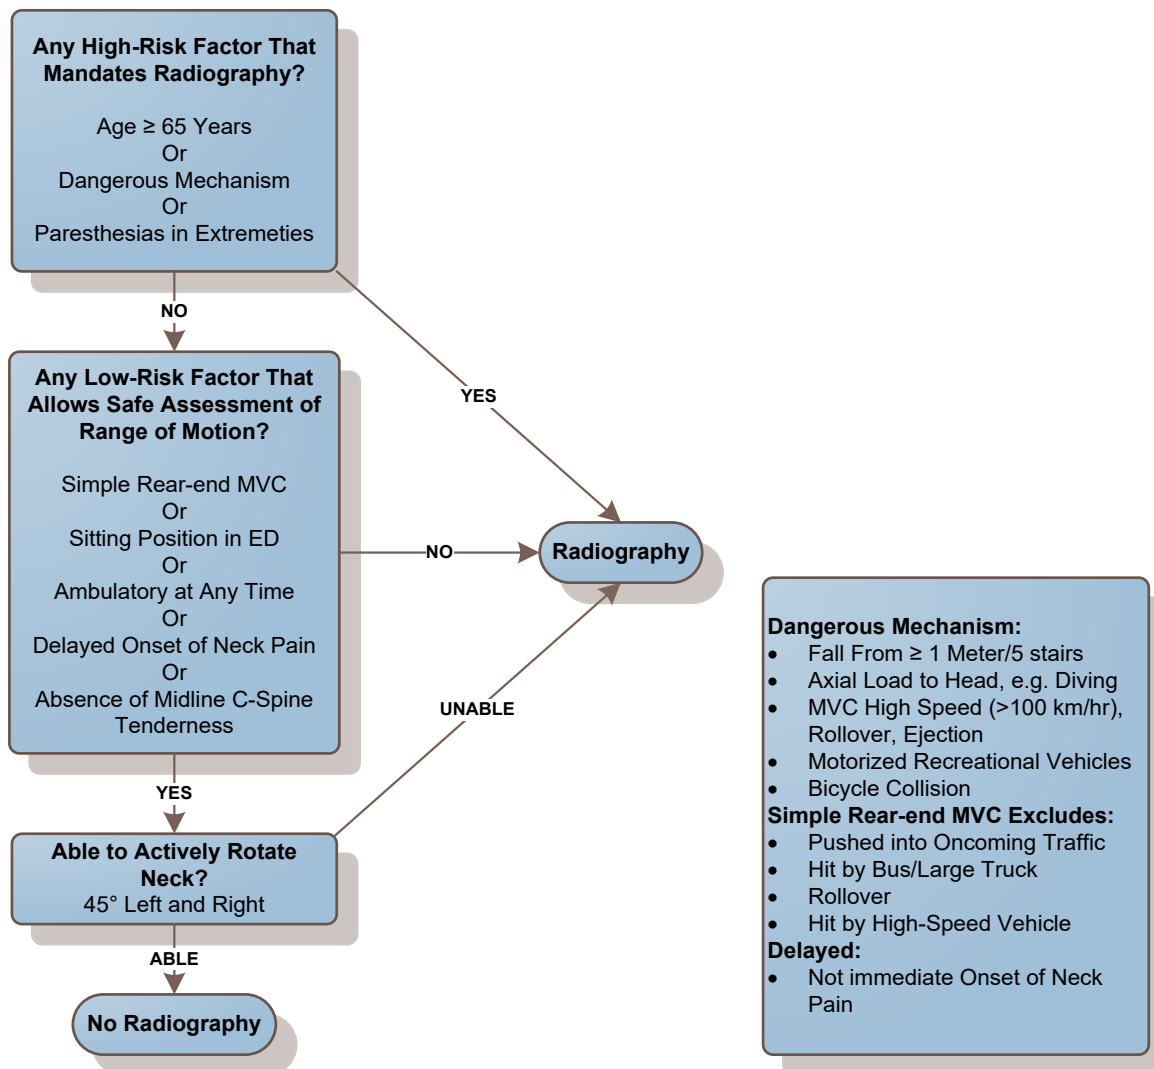 Any High-Risk Factor That
Mandates Radiography?
Age ≥ 65 Years
Or
Dangerous Mechanism
Or
Paresthasias in Extremeties
NO
YES
Any Low-Risk Factor That
Allows Safe Assessment of
Range of Motion?
Simple Rear-end MVC
Or
Sitting Position in ED
Or
Ambulatory at Any Time
Or
Delayed Onset of Neck Pain
Or
Absence of Midline C-Spine
Tenderness
NO
Radiography
UNABLE
YES
Able to Actively Rotate
Neck?
45° Left and Right
ABLE
No Radiography
Dangerous Mechanism:
• Fall From ≥ 1 Meter/5 stairs
• Axial Load to Head, e.g. Diving
• MVC High Speed (>100 km/hr),
Rollover, Ejection
• Motorized Recreational Vehicles
• Bicycle Collision
Simple Rear-end MVC Excludes:
• Pushed into Oncoming Traffic
• Hit by Bus/Large Truck
• Rollover
• Hit by High-Speed Vehicle
Delayed:
• Not immediate Onset of Neck
Pain